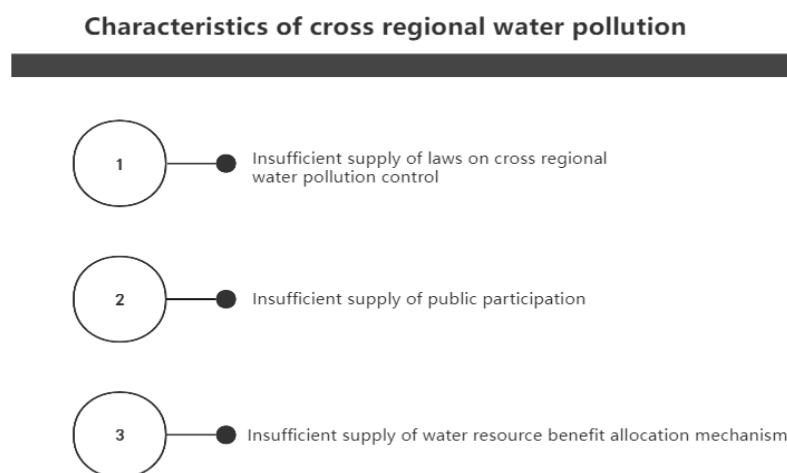 Characteristics of cross regional water pollution
1
Insufficient supply of laws on cross regional
water pollution control
2
Insufficient supply of public participation
3
Insufficient supply of water resource benefit allocation mechanism